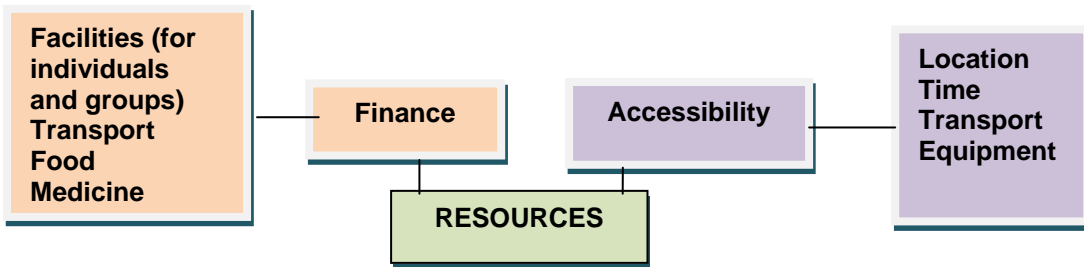 Facilities (for
individuals
and groups)
Transport
Food
Medicine
Finance
Accessibility
Location
Time
Transport
Equipment
RESOURCES